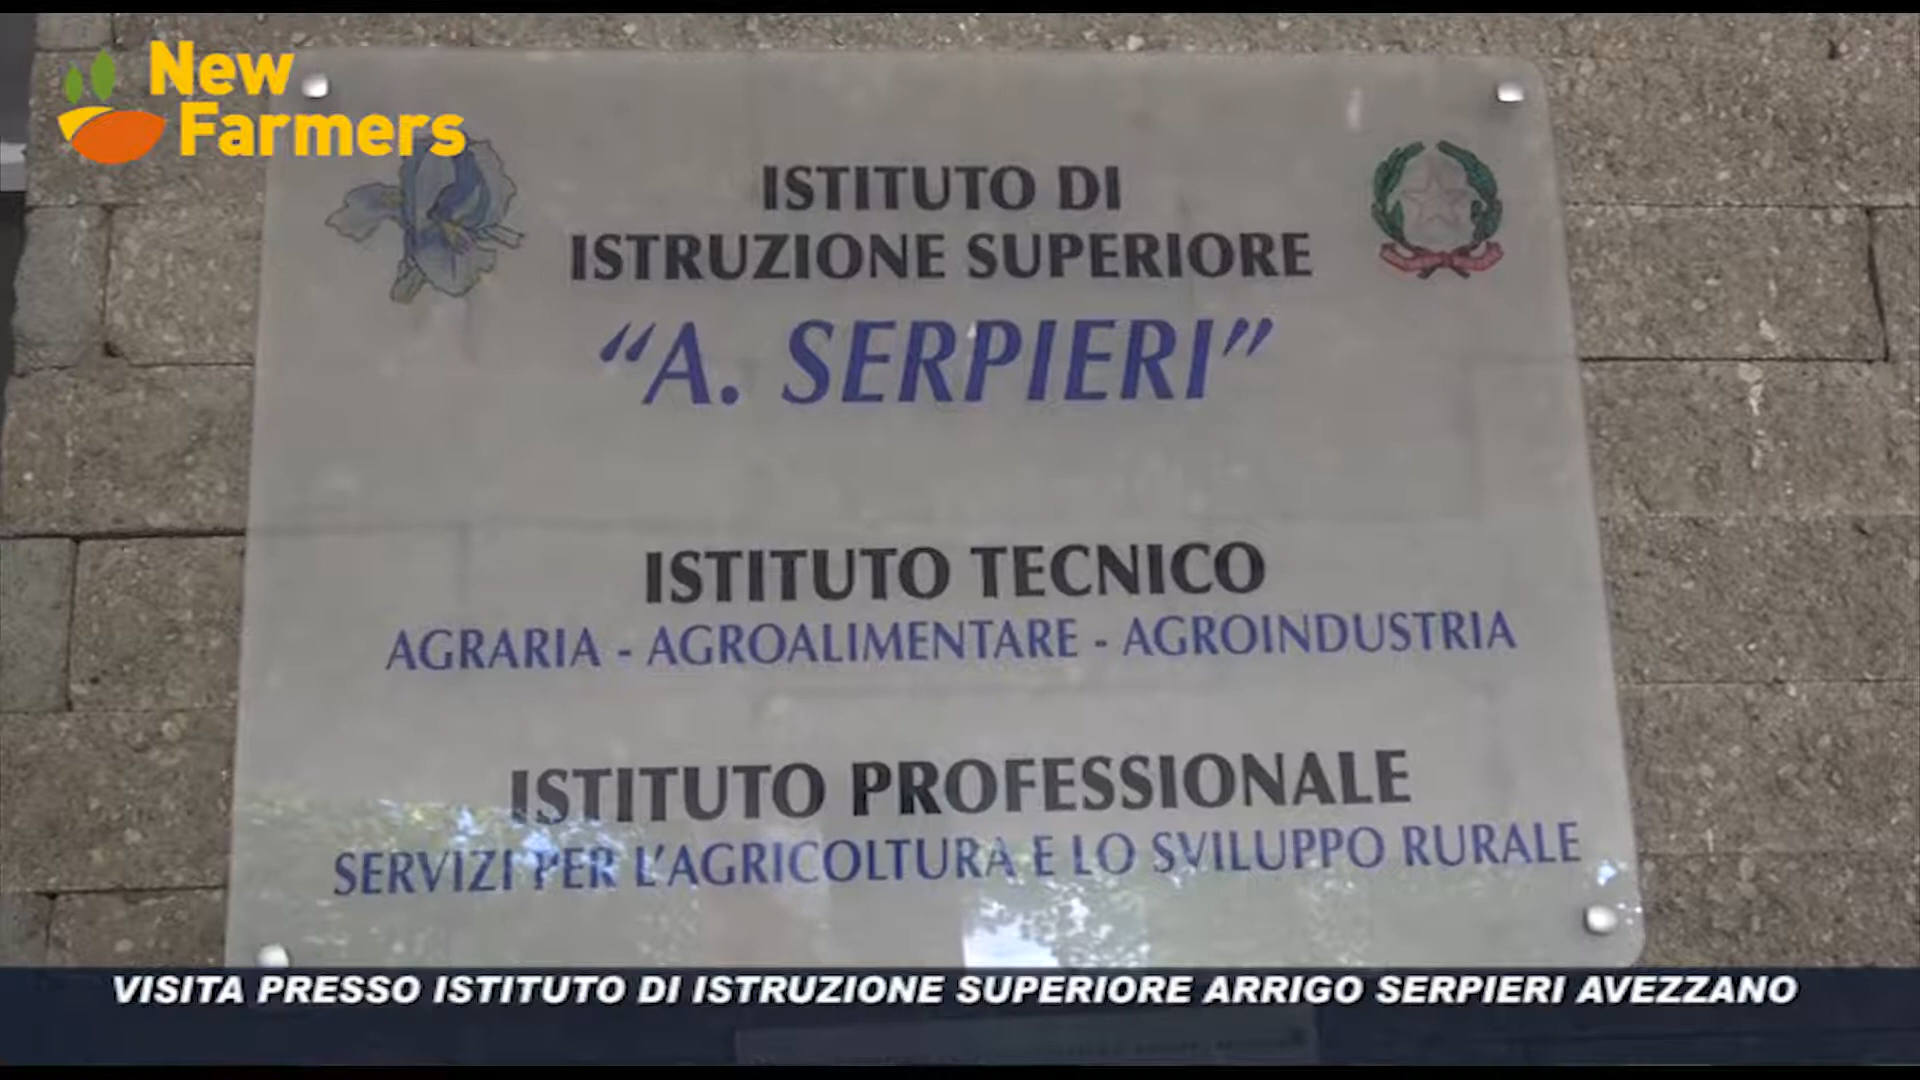 New
Farmers
ISTITUTO DI
ISTRUZIONE SUPERIORE
"A. SERPIERI"
ISTITUTO TECNICO
AGRARIA - AGROALIMENTARE - AGROINDUSTRIA
ISTITUTO PROFESSIONALE
SERVIZI PER L'AGRICOLTURA E LO SVILUPPO RURALE
VISITA PRESSO ISTITUTO DI ISTRUZIONE SUPERIORE ARRIGO SERPIERI AVEZZANO